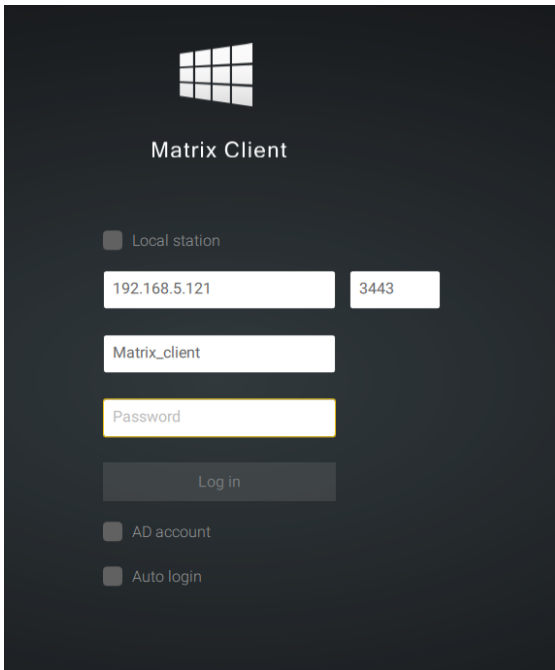 Matrix Client
Local station
192.168.5.121 3443
Matrix_client
Password
Log in
AD account
Auto login